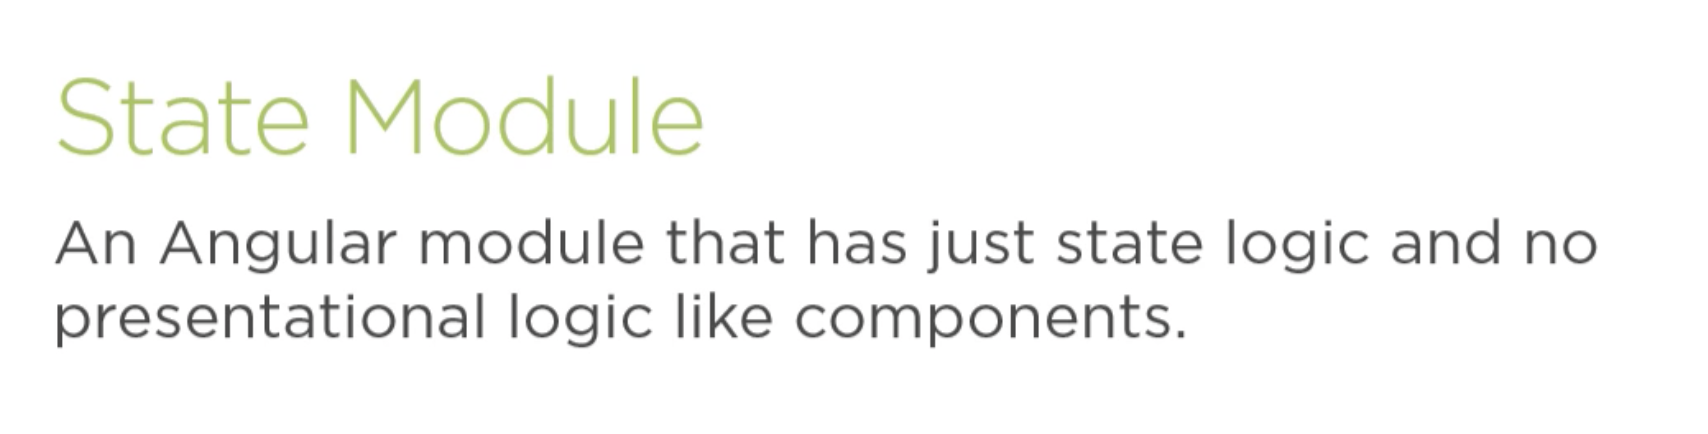 State Module
An Angular module that has just state logic and no
presentational logic like components.